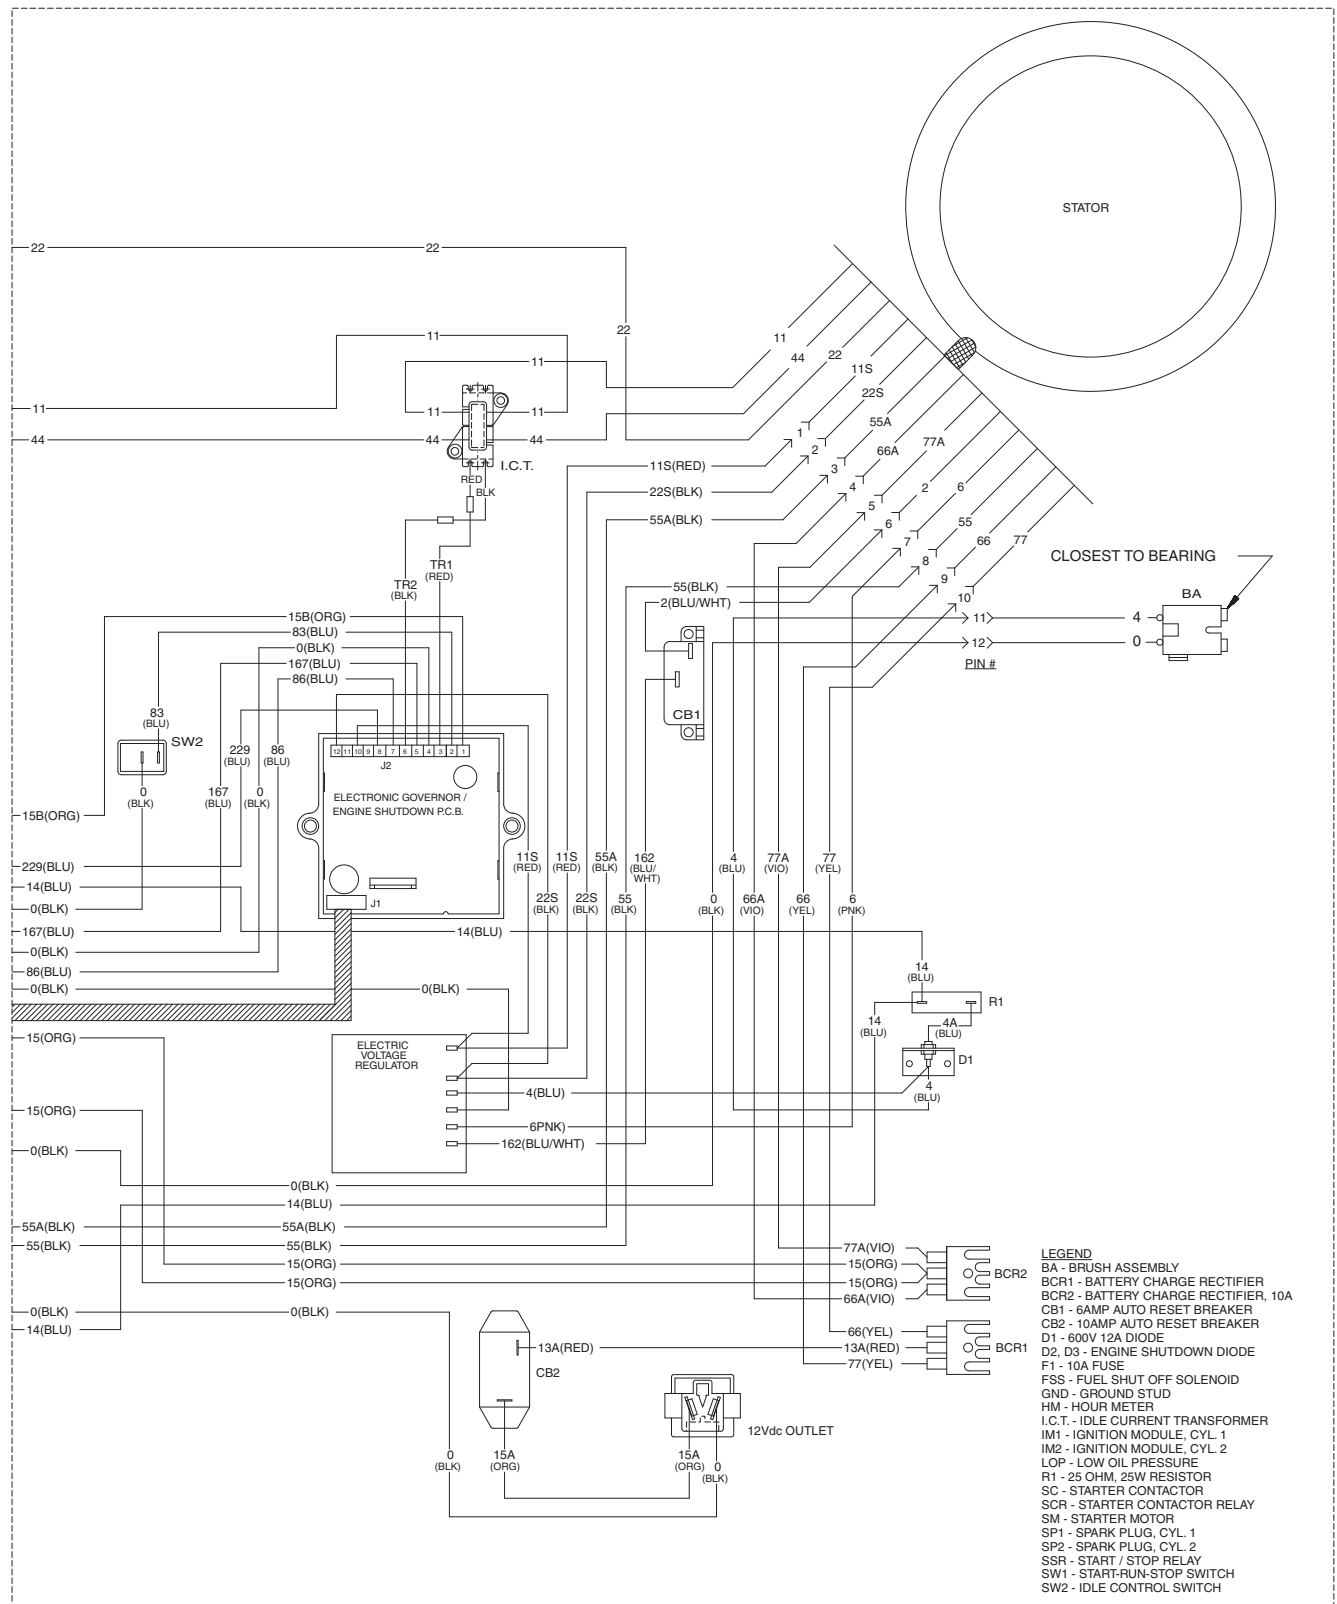 STATOR
22 22
22
11
11
11 11 11
44 44 44
11
44
22
11S
22S
55A
66A
77A
2
6
55
66
77
1
2
3
4
5
6
7
8
9
10
I.C.T.
RED
BLK
11S(RED)
22S(BLK)
55A(BLK)
TR1
(RED)
TR2
(BLK)
55(BLK)
2(BLU/WHT)
CLOSEST TO BEARING
BA
11 4
12 0
PIN #
15B(ORG)
83(BLU)
0(BLK)
167(BLU)
86(BLU)
CB1
83
(BLU)
SW2
229
(BLU)
86
(BLU)
12 11 10 9 8 7 6 5 4 3 2 1
J2
0
(BLK)
167
(BLU)
0
(BLK)
ELECTRONIC GOVERNOR /
ENGINE SHUTDOWN P.C.B.
15B(ORG)
J1
11S
(RED)
11S
(RED)
55A
(BLK)
162
(BLU/
WHT)
4
(BLU)
77A
(VIO)
77
(YEL)
22S
(BLK)
22S
(BLK)
55
(BLK)
0
(BLK)
66A
(VIO)
66
(YEL)
6
(PNK)
229(BLU)
14(BLU)
0(BLK)
167(BLU) 14(BLU)
0(BLK)
86(BLU)
0(BLK) 0(BLK)
14
(BLU)
R1
14
(BLU)
4A
(BLU)
D1
4
(BLU)
15(ORG)
ELECTRIC
VOLTAGE
REGULATOR
4(BLU)
15(ORG)
6PNK)
162(BLU/WHT)
0(BLK)
0(BLK)
14(BLU)
55A(BLK) 55A(BLK)
55(BLK) 55(BLK)
15(ORG)
15(ORG)
77A(VIO)
15(ORG)
15(ORG)
66A(VIO)
BCR2
0(BLK) 0(BLK)
14(BLU)
66(YEL)
13A(RED) 13A(RED)
77(YEL)
BCR1
CB2
12Vdc OUTLET
0
(BLK)
15A
(ORG)
15A
(ORG)
0
(BLK)
LEGEND
BA - BRUSH ASSEMBLY
BCR1 - BATTERY CHARGE RECTIFIER
BCR2 - BATTERY CHARGE RECTIFIER, 10A
CB1 - 6AMP AUTO RESET BREAKER
CB2 - 10AMP AUTO RESET BREAKER
D1 - 600V 12A DIODE
D2, D3 - ENGINE SHUTDOWN DIODE
F1 - 10A FUSE
FSS - FUEL SHUT OFF SOLENOID
GND - GROUND STUD
HM - HOUR METER
I.C.T. - IDLE CURRENT TRANSFORMER
IM1 - IGNITION MODULE, CYL. 1
IM2 - IGNITION MODULE, CYL. 2
LOP - LOW OIL PRESSURE
R1 - 25 OHM, 25W RESISTOR
SC - STARTER CONTACTOR
SCR - STARTER CONTACTOR RELAY
SM - STARTER MOTOR
SP1 - SPARK PLUG, CYL. 1
SP2 - SPARK PLUG, CYL. 2
SSR - START / STOP RELAY
SW1 - START-RUN-STOP SWITCH
SW2 - IDLE CONTROL SWITCH